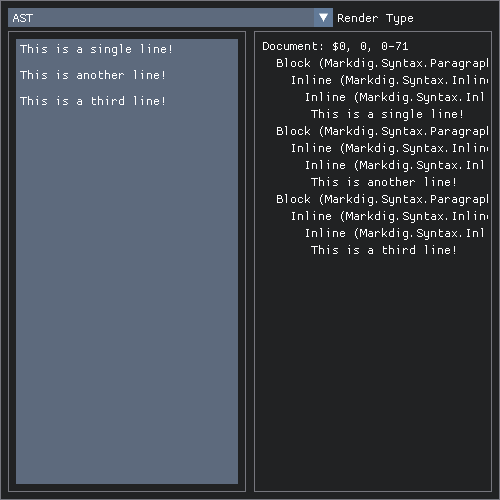 AST
Render Type
This is a single line!
This is another line!
This is a third line!
Document: $0, 0, 0-71
Block (Markdig.Syntax.Paragraph
Inline (Markdig.Syntax.Inline
Inline (Markdig.Syntax.Inl
This is a single line!
Block (Markdig.Syntax.Paragraph
Inline (Markdig.Syntax.Inline
Inline (Markdig.Syntax.Inl
This is another line!
Block (Markdig.Syntax.Paragraph
Inline (Markdig.Syntax.Inline
Inline (Markdig.Syntax.Inl
This is a third line!